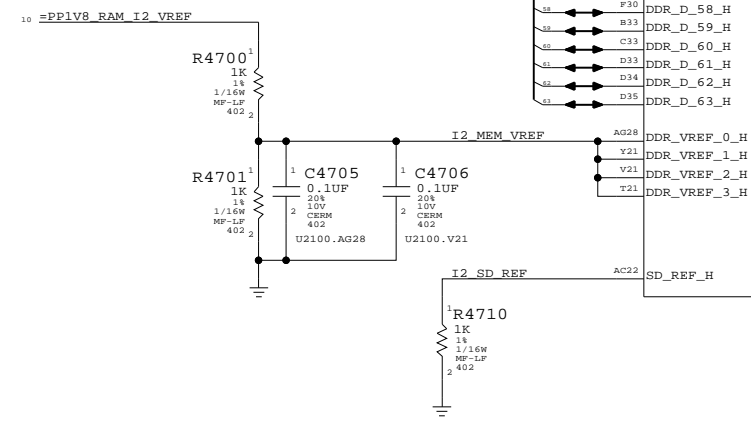 10 =PP1V8_RAM_I2_VREF
R4700 1
1K
1%
1/16W
MF-LF
402 2
58 F30 DDR_D_58_H
59 B33 DDR_D_59_H
60 C33 DDR_D_60_H
61 D33 DDR_D_61_H
62 D34 DDR_D_62_H
63 D35 DDR_D_63_H
I2_MEM_VREF AG28 DDR_VREF_0_H
Y21 DDR_VREF_1_H
V21 DDR_VREF_2_H
T21 DDR_VREF_3_H
R4701 1
1K
1%
1/16W
MF-LF
402 2
1 C4705
0.1UF
20%
10V
2 CERM
402
U2100.AG28
1 C4706
0.1UF
20%
10V
2 CERM
402
U2100.V21
I2_SD_REF AC22 SD_REF_H
1 R4710
1K
1%
1/16W
MF-LF
2 402